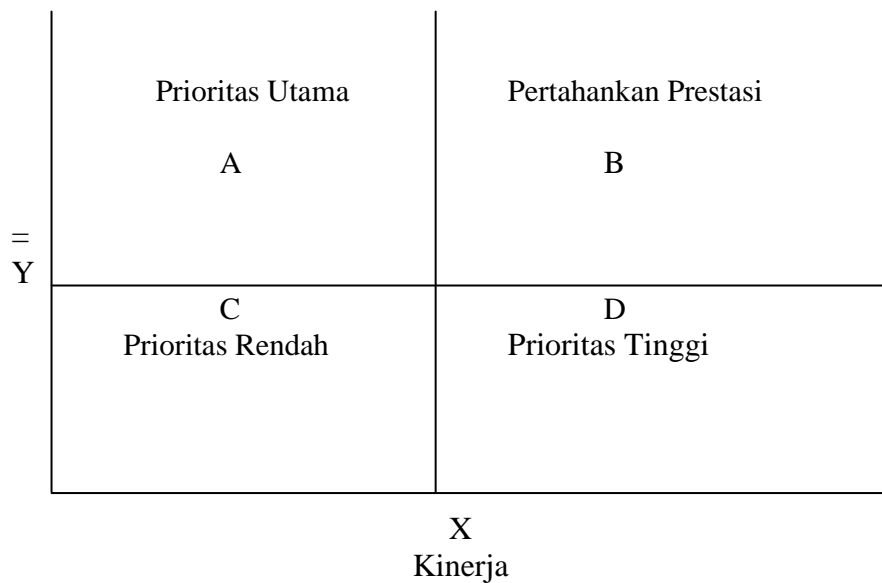 Prioritas Utama
Pertahankan Prestasi
A
B
=
Y
C
D
Prioritas Rendah
Prioritas Tinggi
X
Kinerja